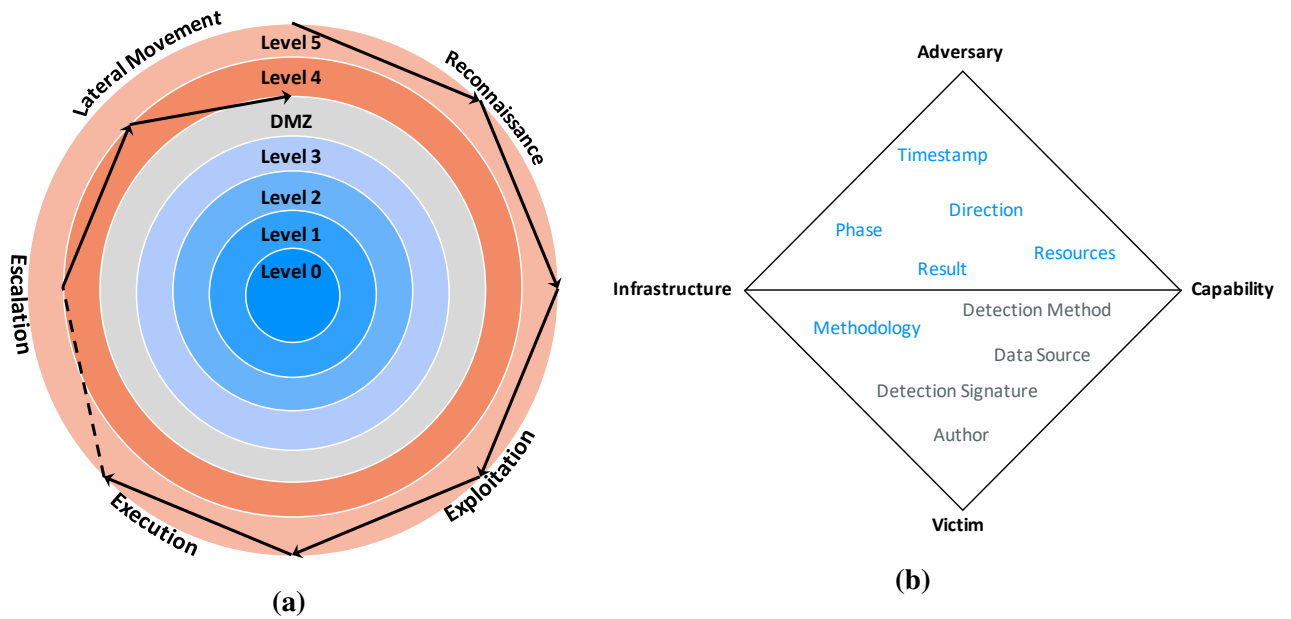 Lateral Movement
Reconnaissance
Level 5
Level 4
DMZ
Level 3
Level 2
Level 1
Level 0
Escalation
Execution
Exploitation
(a)
Adversary
Timestamp
Direction
Phase
Resources
Result
Infrastructure
Capability
Detection Method
Methodology
Data Source
Detection Signature
Author
Victim
(b)